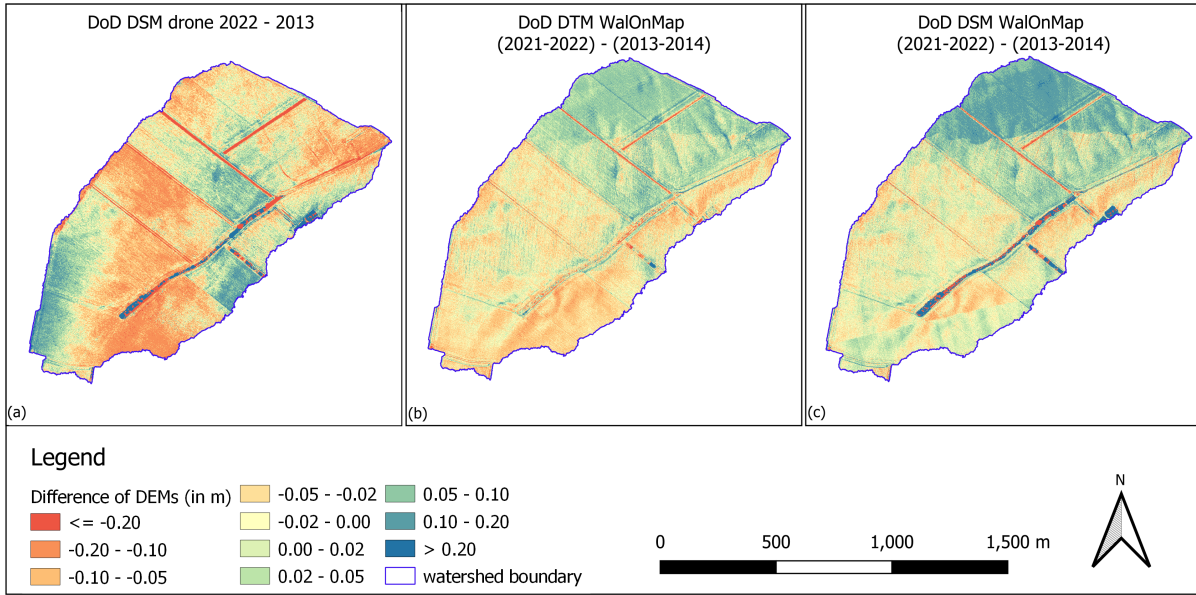 DoD DSM drone 2022 - 2013
DoD DTM WalOnMap
(2021-2022) - (2013-2014)
DoD DSM WalOnMap
(2021-2022) - (2013-2014)
(a)
(b)
(c)
Legend
Difference of DEMs (in m)
<= -0.20
-0.20 - -0.10
-0.10 - -0.05
-0.05 - -0.02
-0.02 - 0.00
0.00 - 0.02
0.02 - 0.05
0.05 - 0.10
0.10 - 0.20
> 0.20
watershed boundary
0 500 1,000 1,500 m
N